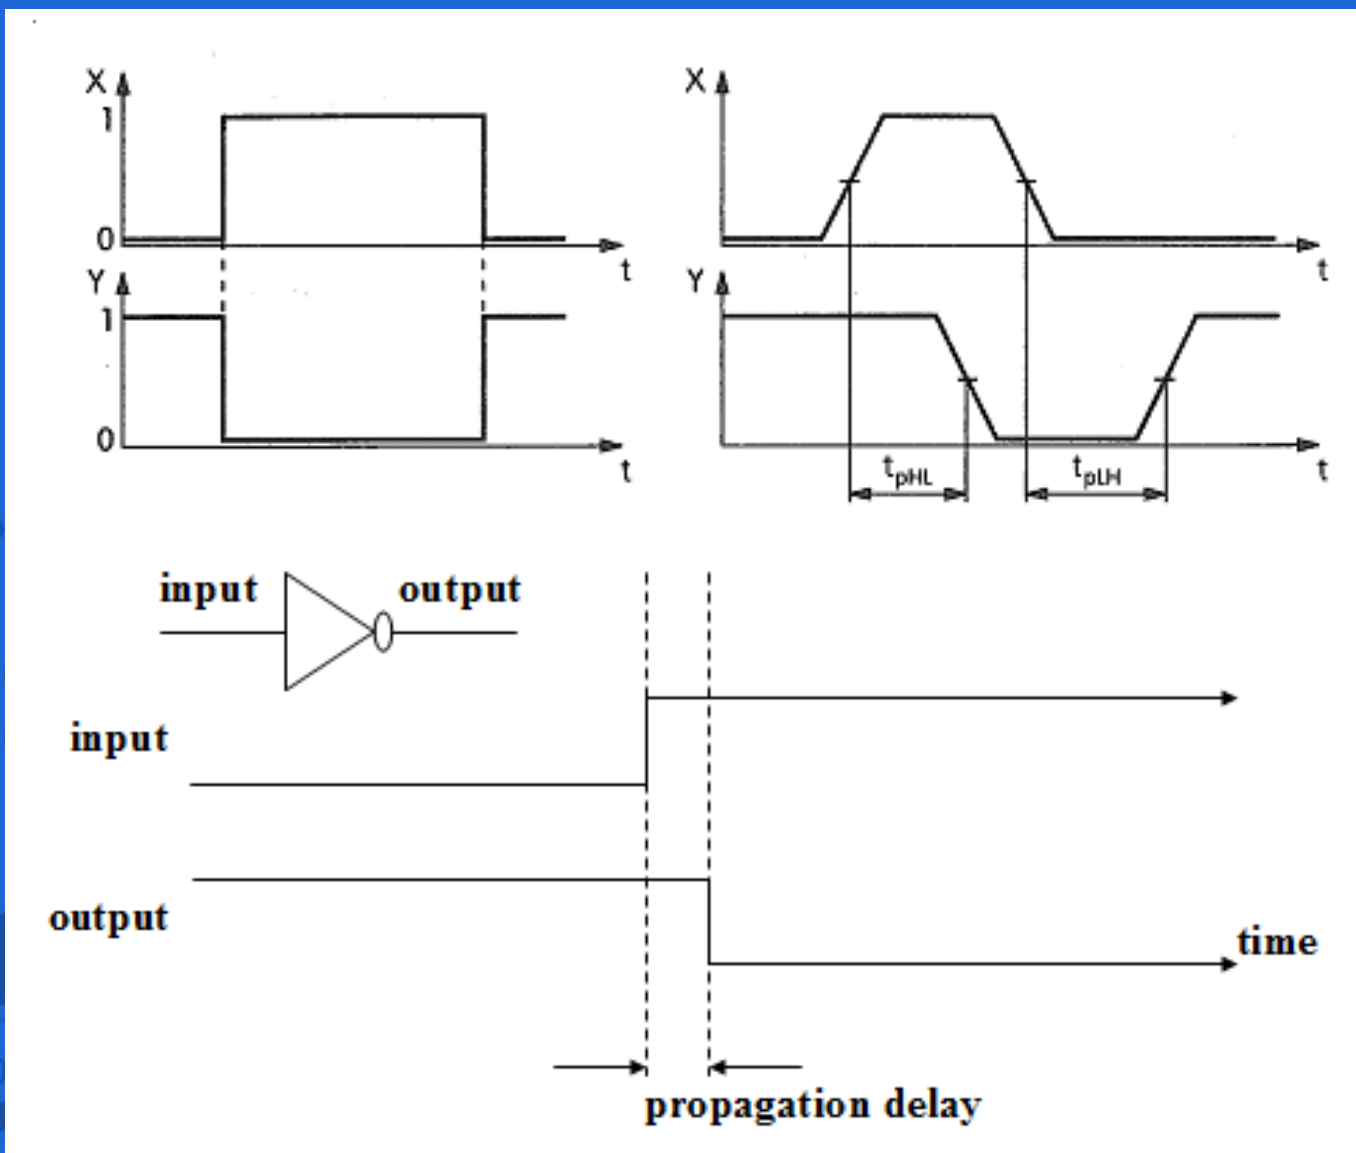 X
1
0
t
Y
1
0
t
X
t
Y
t
tpHL
tpLH
input
output
input
output
time
propagation delay